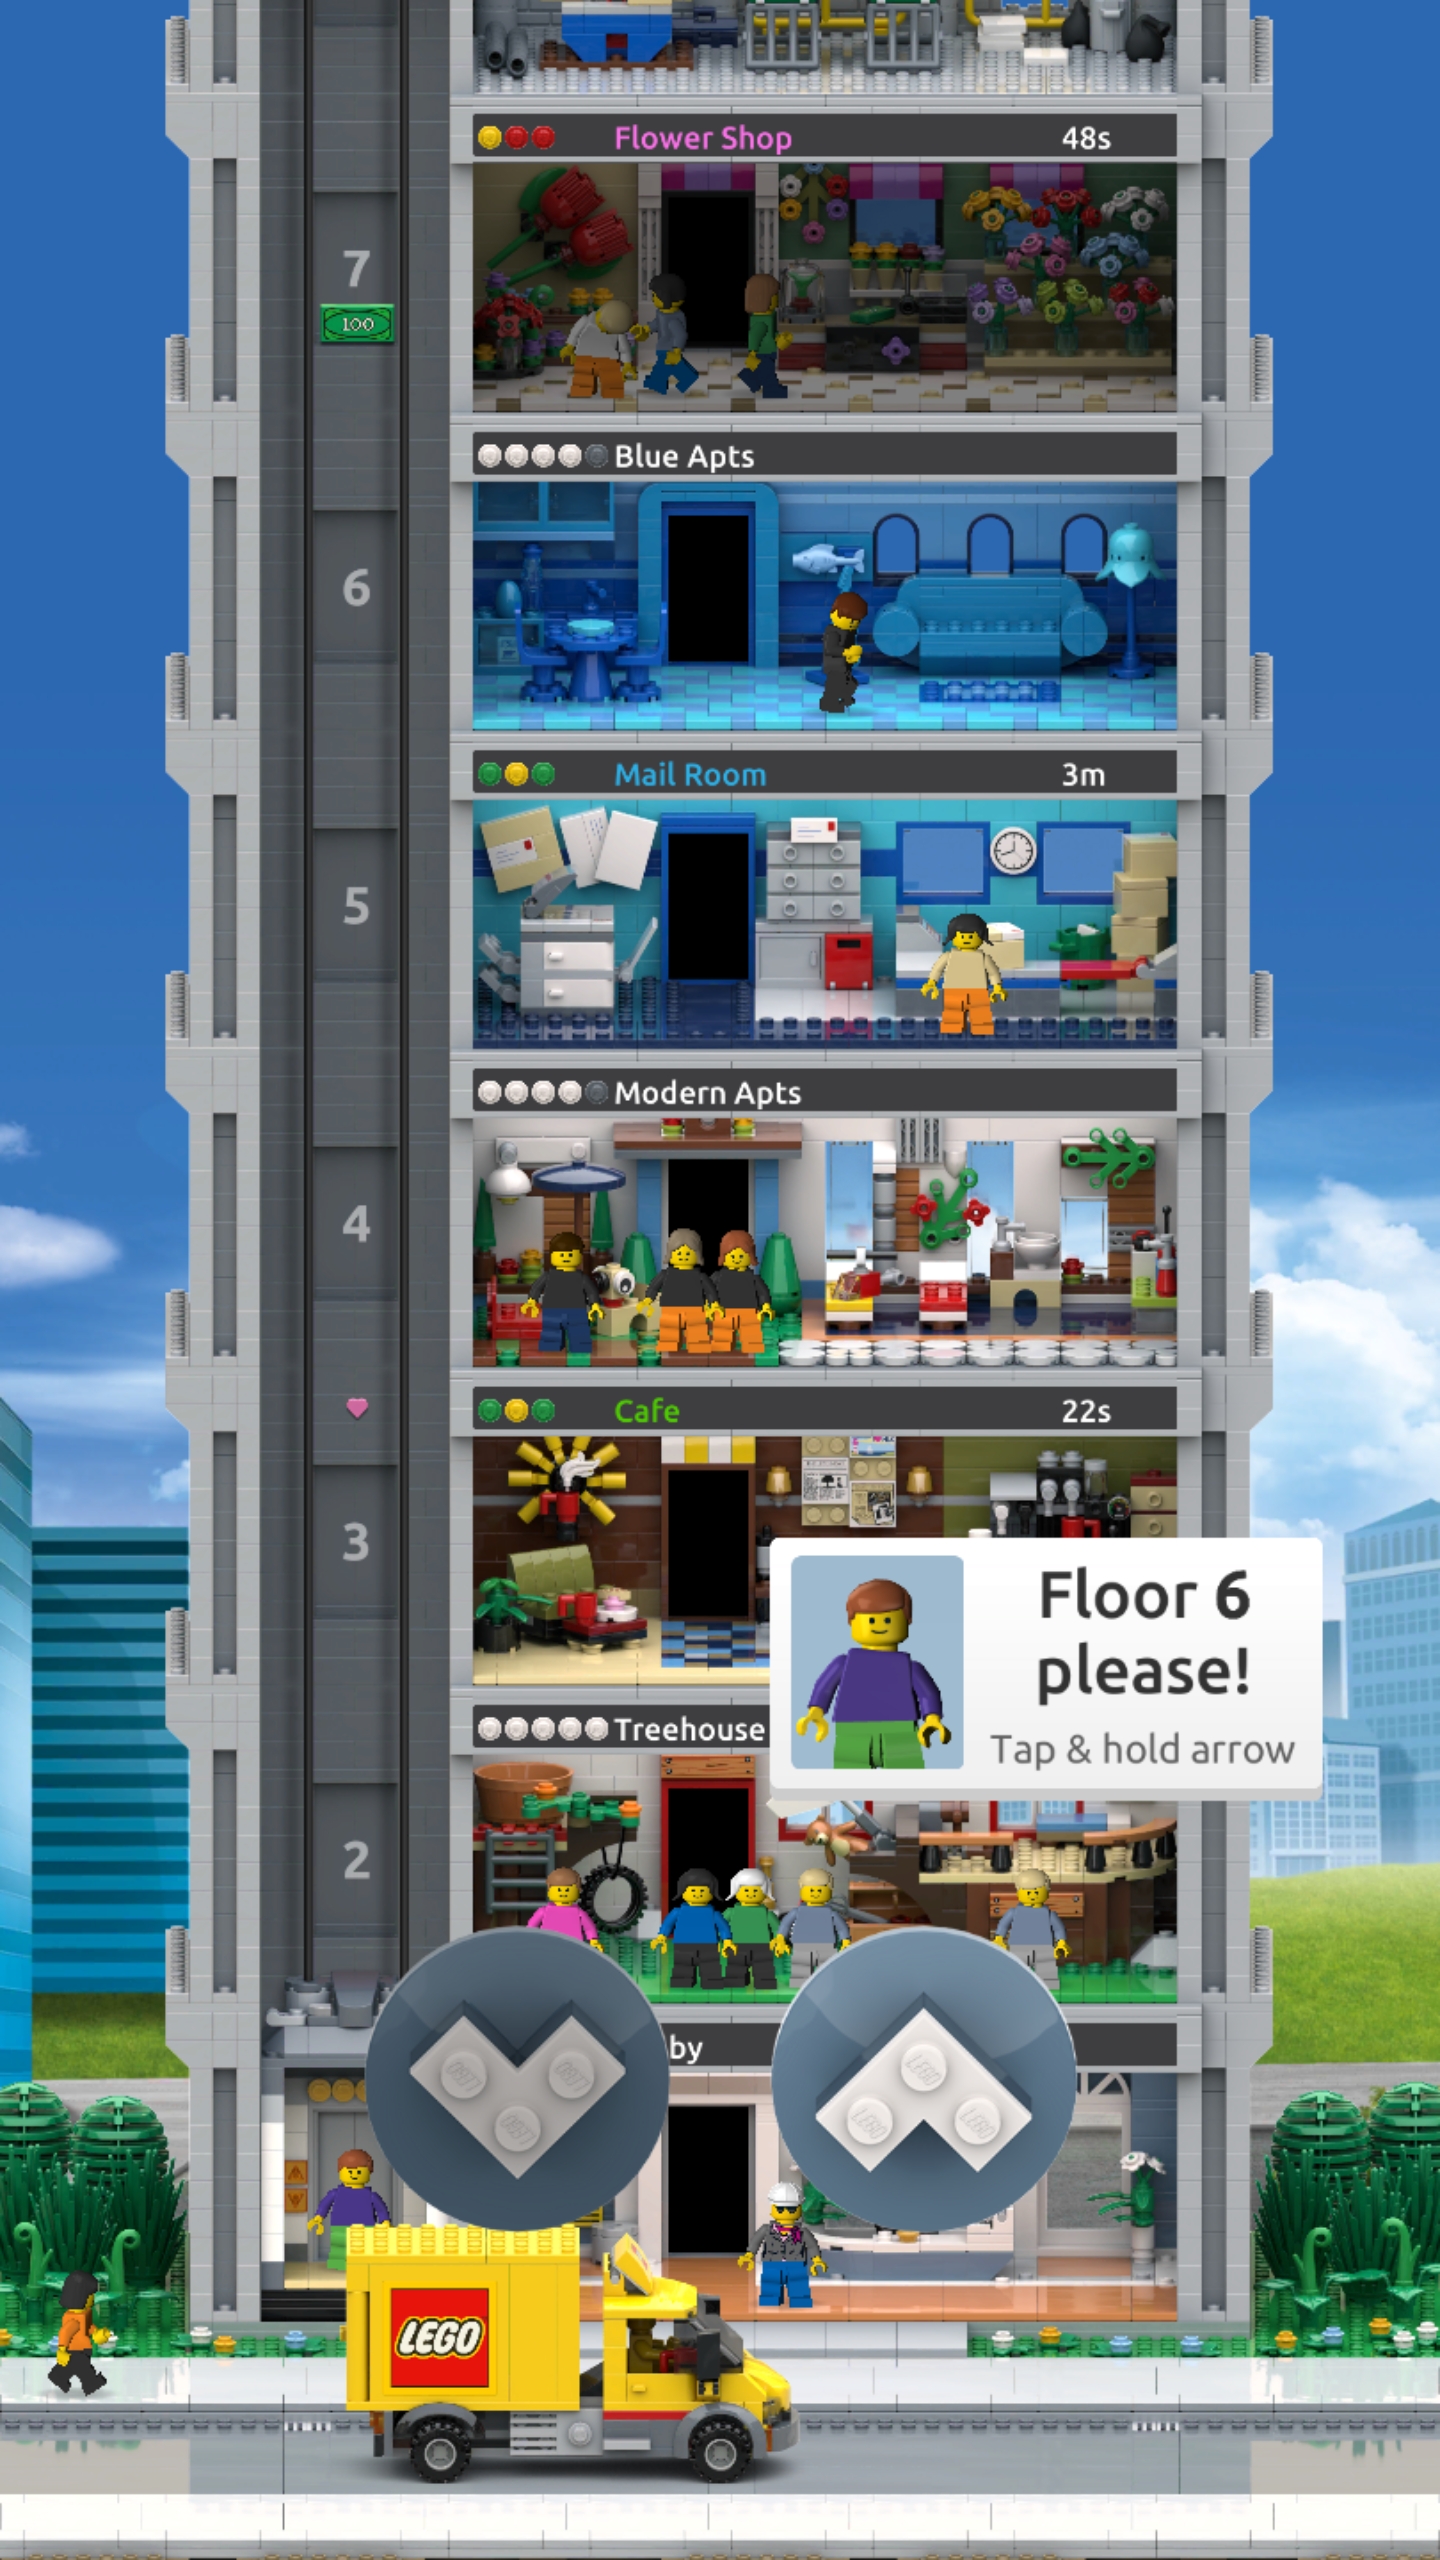 Flower Shop 48s
7
100
Blue Apts
6
Mail Room 3m
5
Modern Apts
4
Cafe 22s
3
Floor 6
please!
Tap & hold arrow
Treehouse
2
by
LEGO